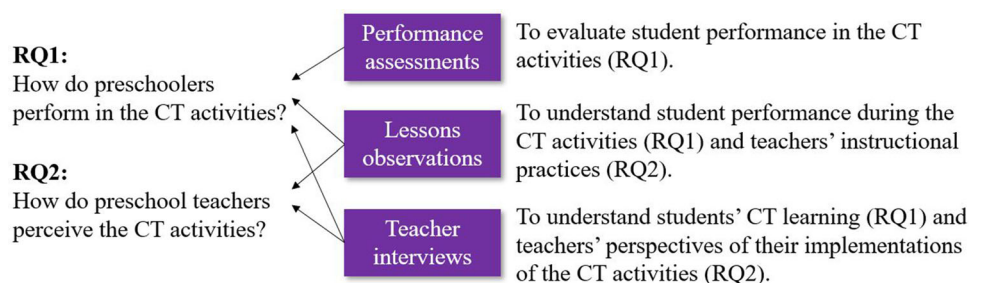 RQ1:
How do preschoolers
perform in the CT activities?
RQ2:
How do preschool teachers
perceive the CT activities?
Performance
assessments
To evaluate student performance in the CT
activities (RQ1).
Lessons
observations
To understand student performance during the
CT activities (RQ1) and teachers’ instructional
practices (RQ2).
Teacher
interviews
To understand students’ CT learning (RQ1) and
teachers’ perspectives of their implementations
of the CT activities (RQ2).